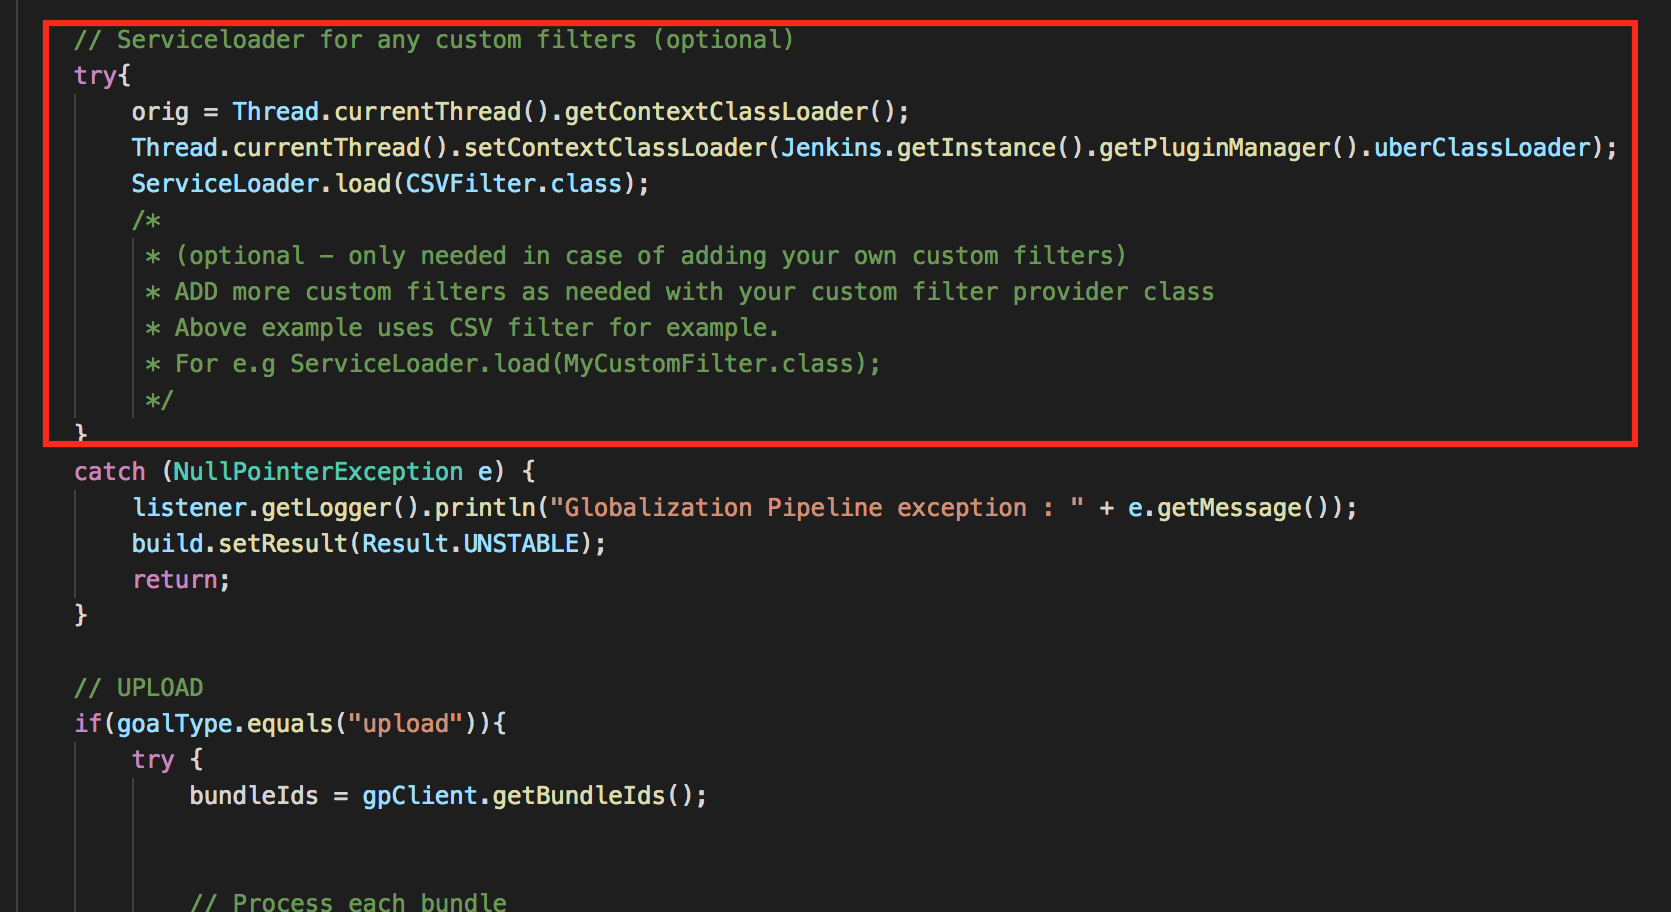 // Serviceloader for any custom filters (optional)
try{
orig = Thread.currentThread().getContextClassLoader();
Thread.currentThread().setContextClassLoader(Jenkins.getInstance().getPluginManager().uberClassLoader);
ServiceLoader.load(CSVFilter.class);
/*
* (optional – only needed in case of adding your own custom filters)
* ADD more custom filters as needed with your custom filter provider class
* Above example uses CSV filter for example.
* For e.g ServiceLoader.load(MyCustomFilter.class);
*/
}
catch (NullPointerException e) {
listener.getLogger().println("Globalization Pipeline exception : " + e.getMessage());
build.setResult(Result.UNSTABLE);
return;
}
// UPLOAD
if(goalType.equals("upload")){
try {
bundleIds = gpClient.getBundleIds();
// Process each bundle